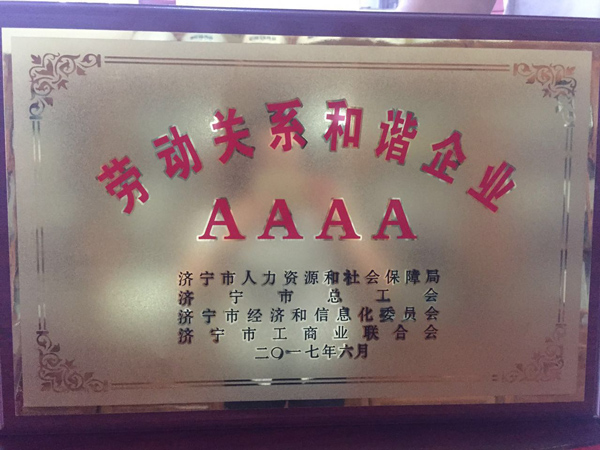 劳动关系和谐企业
AAAA
济宁市人力资源和社会保障局
济宁市总工会
济宁市经济和信息化委员会
济宁市工商业联合会
二〇一七年六月